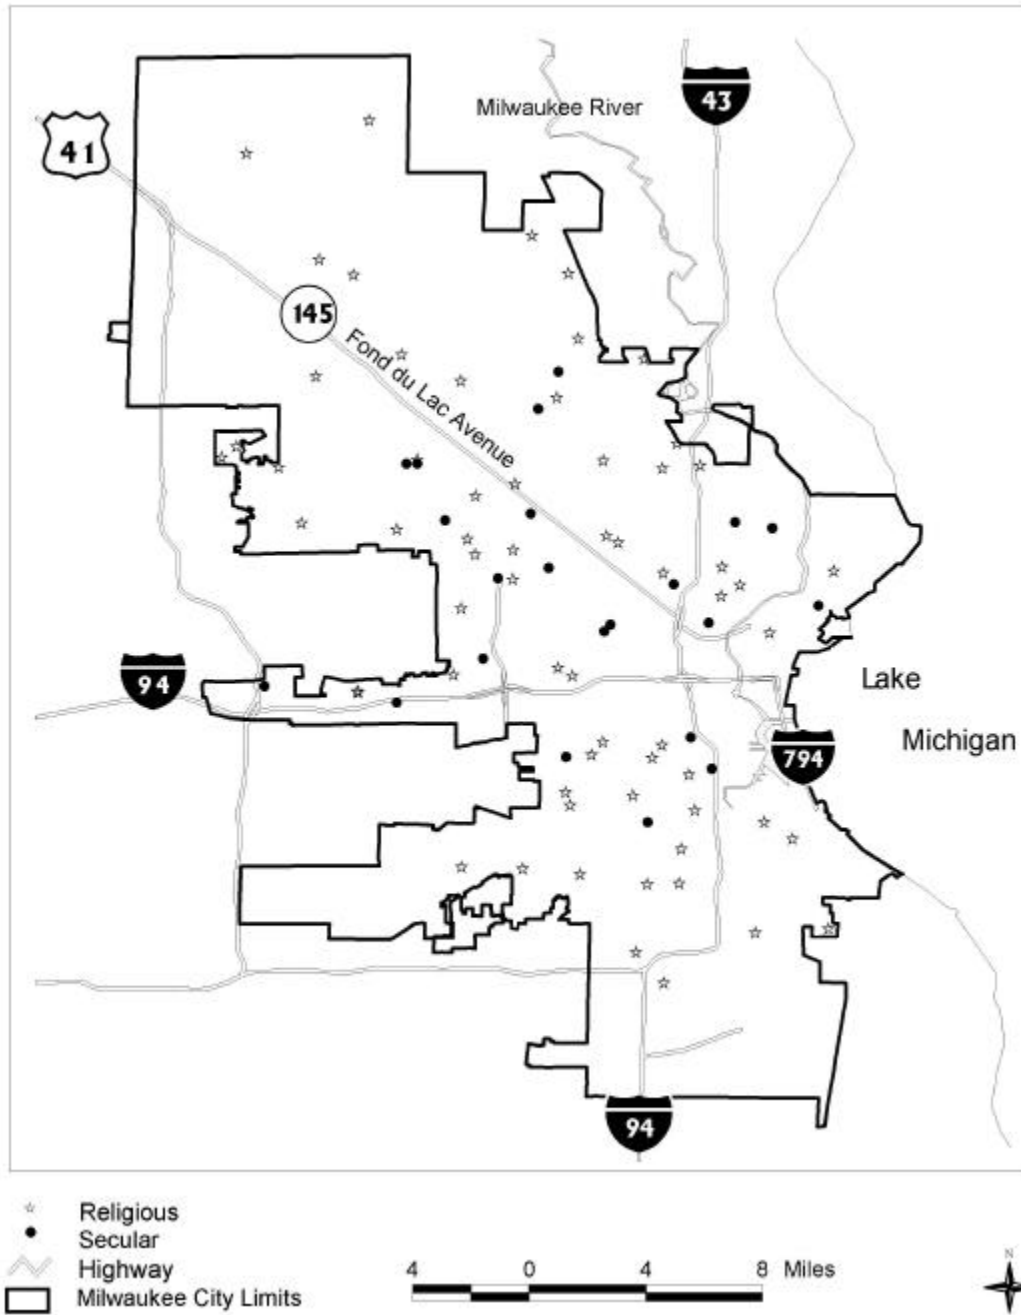 Milwaukee River
43
41
145
Fond du Lac Avenue
94
Lake
Michigan
794
94
Religious
Secular
Highway
Milwaukee City Limits
4 0 4 8 Miles
N